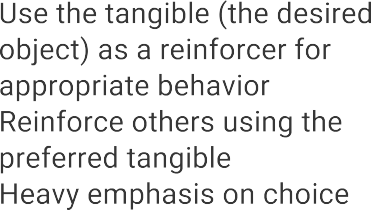 Use the tangible (the desired
object) as a reinforcer for
appropriate behavior
Reinforce others using the
preferred tangible
Heavy emphasis on choice